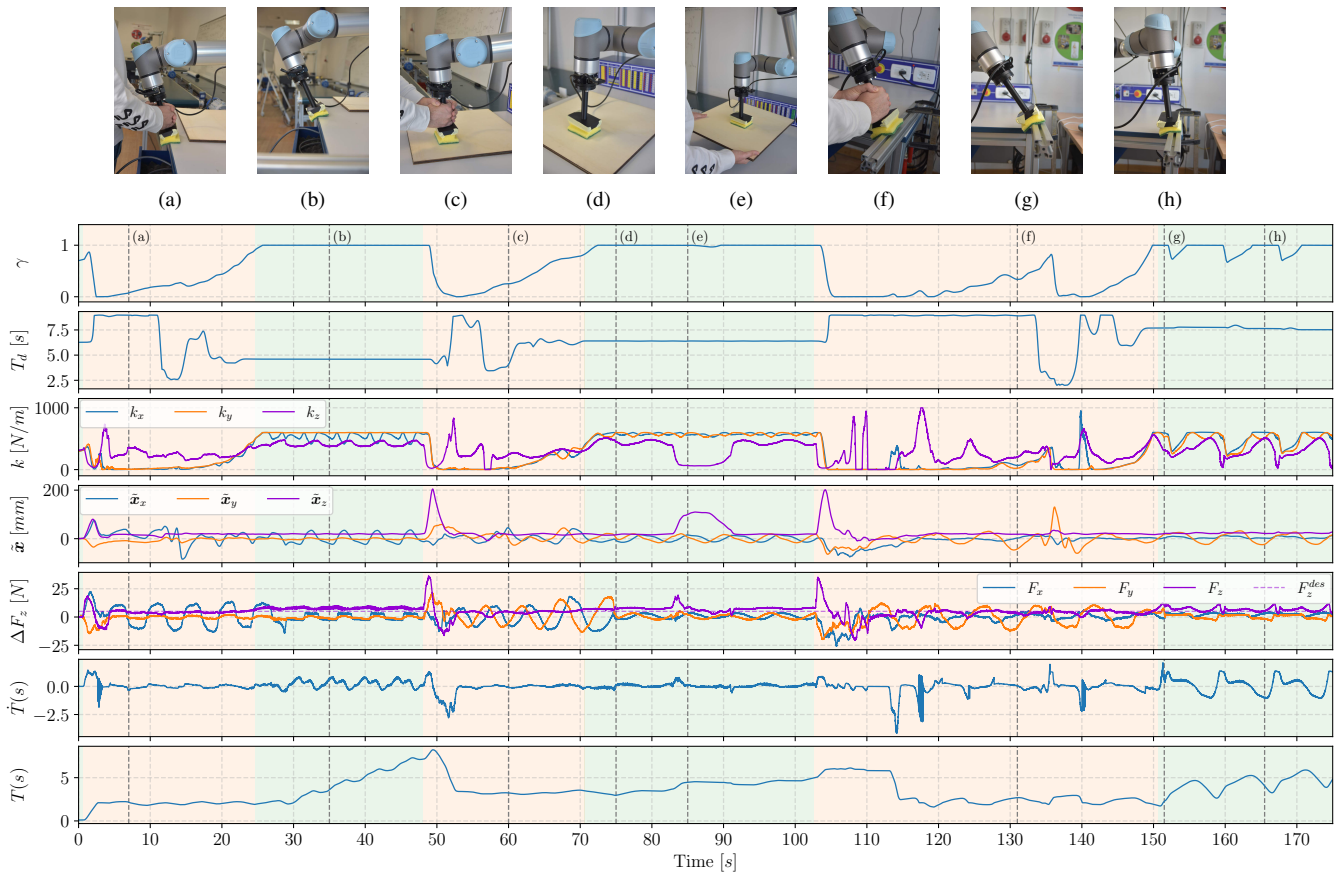 (a) (b) (c) (d) (e) (f) (g) (h)
(a) (b) (c) (d) (e) (f) (g) (h)
γ
1
0
T_d [s]
7.5
5.0
2.5
k [N/m]
1000
0
k_x k_y k_z
x̃ [mm]
200
0
x̃_x x̃_y x̃_z
ΔF_z [N]
25
0
−25
F_x F_y F_z F_z^{des}
Ṫ(s)
0.0
−2.5
T(s)
5
0
0 10 20 30 40 50 60 70 80 90 100 110 120 130 140 150 160 170
Time [s]